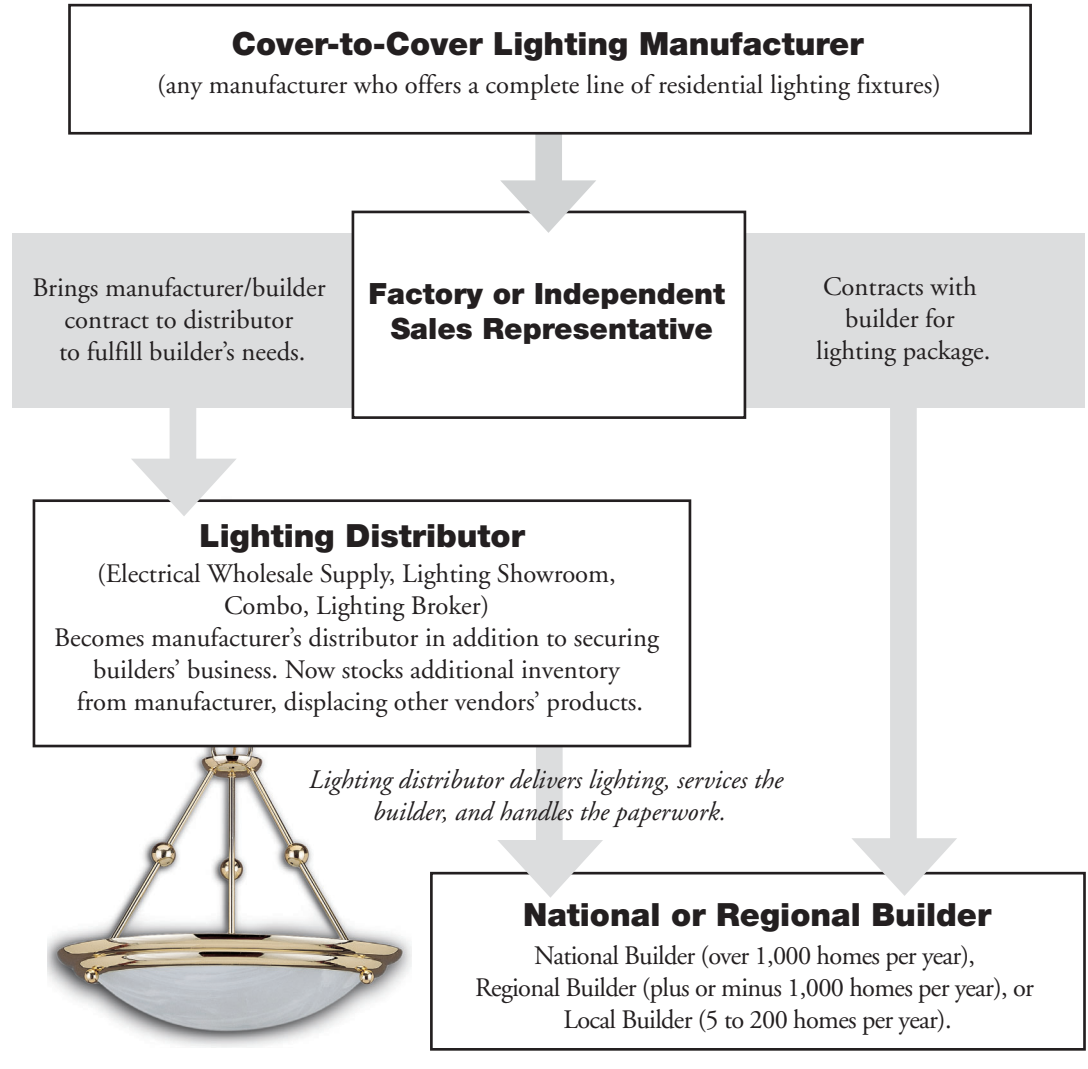 Cover-to-Cover Lighting Manufacturer
(any manufacturer who offers a complete line of residential lighting fixtures)
Brings manufacturer/builder
contract to distributor
to fulfill builder’s needs.
Factory or Independent
Sales Representative
Contracts with
builder for
lighting package.
Lighting Distributor
(Electrical Wholesale Supply, Lighting Showroom,
Combo, Lighting Broker)
Becomes manufacturer’s distributor in addition to securing
builders’ business. Now stocks additional inventory
from manufacturer, displacing other vendors’ products.
Lighting distributor delivers lighting, services the
builder, and handles the paperwork.
National or Regional Builder
National Builder (over 1,000 homes per year),
Regional Builder (plus or minus 1,000 homes per year), or
Local Builder (5 to 200 homes per year).